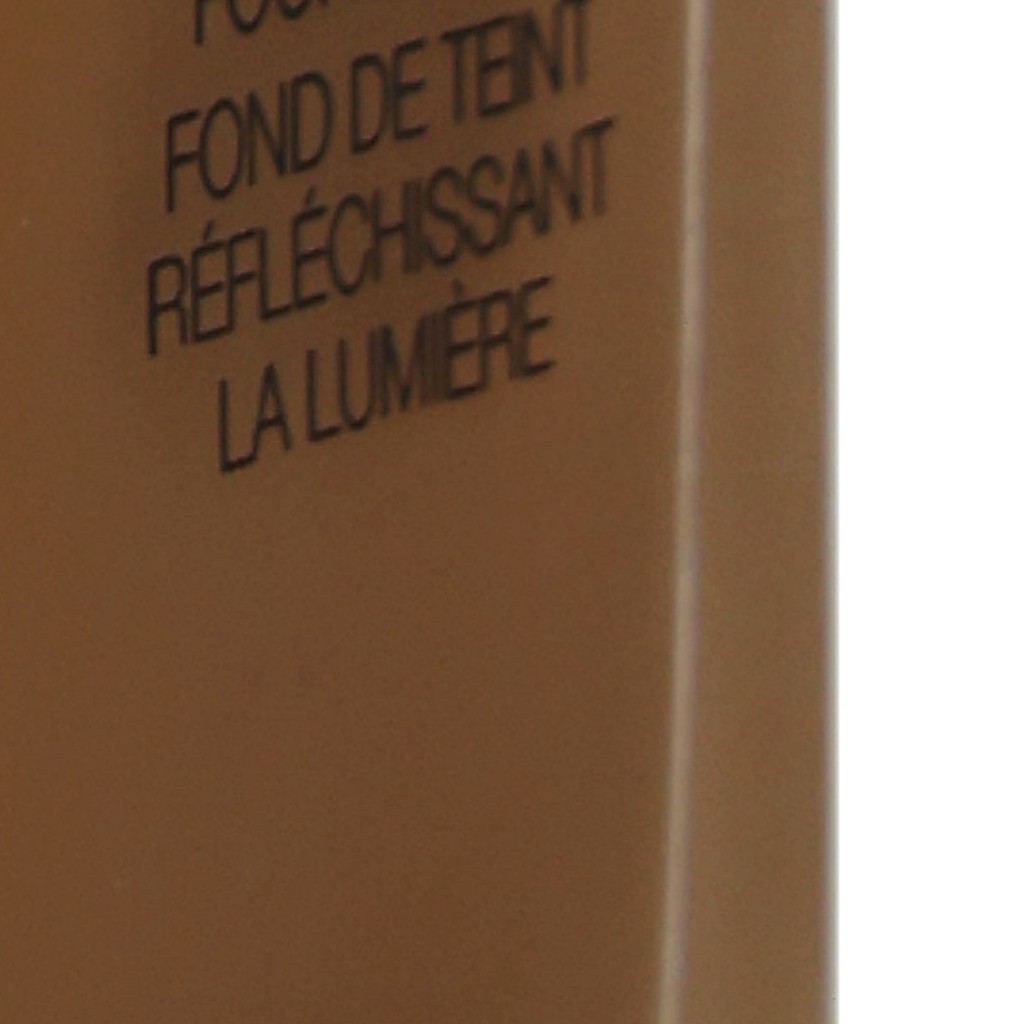 FOND DE TEINT
RÉFLÉCHISSANT
LA LUMIÈRE